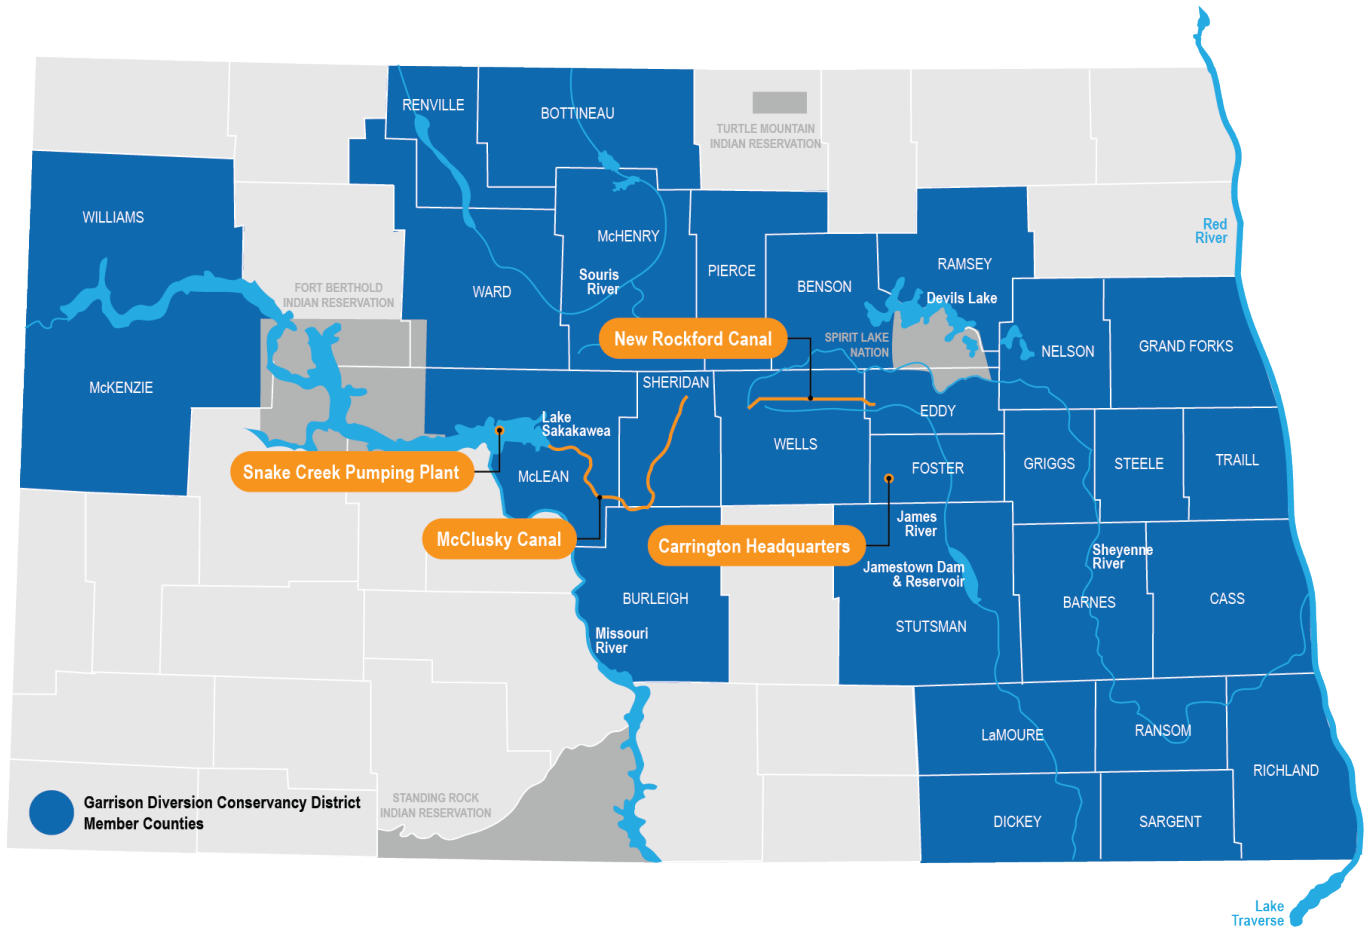 RENVILLE
BOTTINEAU
TURTLE MOUNTAIN
INDIAN RESERVATION
WILLIAMS
Red
River
McHENRY
PIERCE
RAMSEY
Souris
River
FORT BERTHOLD
INDIAN RESERVATION
WARD
BENSON
Devils Lake
New Rockford Canal
SPIRIT LAKE
NATION
NELSON
GRAND FORKS
McKENZIE
SHERIDAN
EDDY
Lake
Sakakawea
WELLS
Snake Creek Pumping Plant
McLEAN
FOSTER
GRIGGS
STEELE
TRAILL
McClusky Canal
Carrington Headquarters
James
River
Sheyenne
River
Jamestown Dam
& Reservoir
BURLEIGH
BARNES
CASS
STUTSMAN
Missouri
River
LaMOURE
RANSOM
RICHLAND
Garrison Diversion Conservancy District
Member Counties
STANDING ROCK
INDIAN RESERVATION
DICKEY
SARGENT
Lake
Traverse